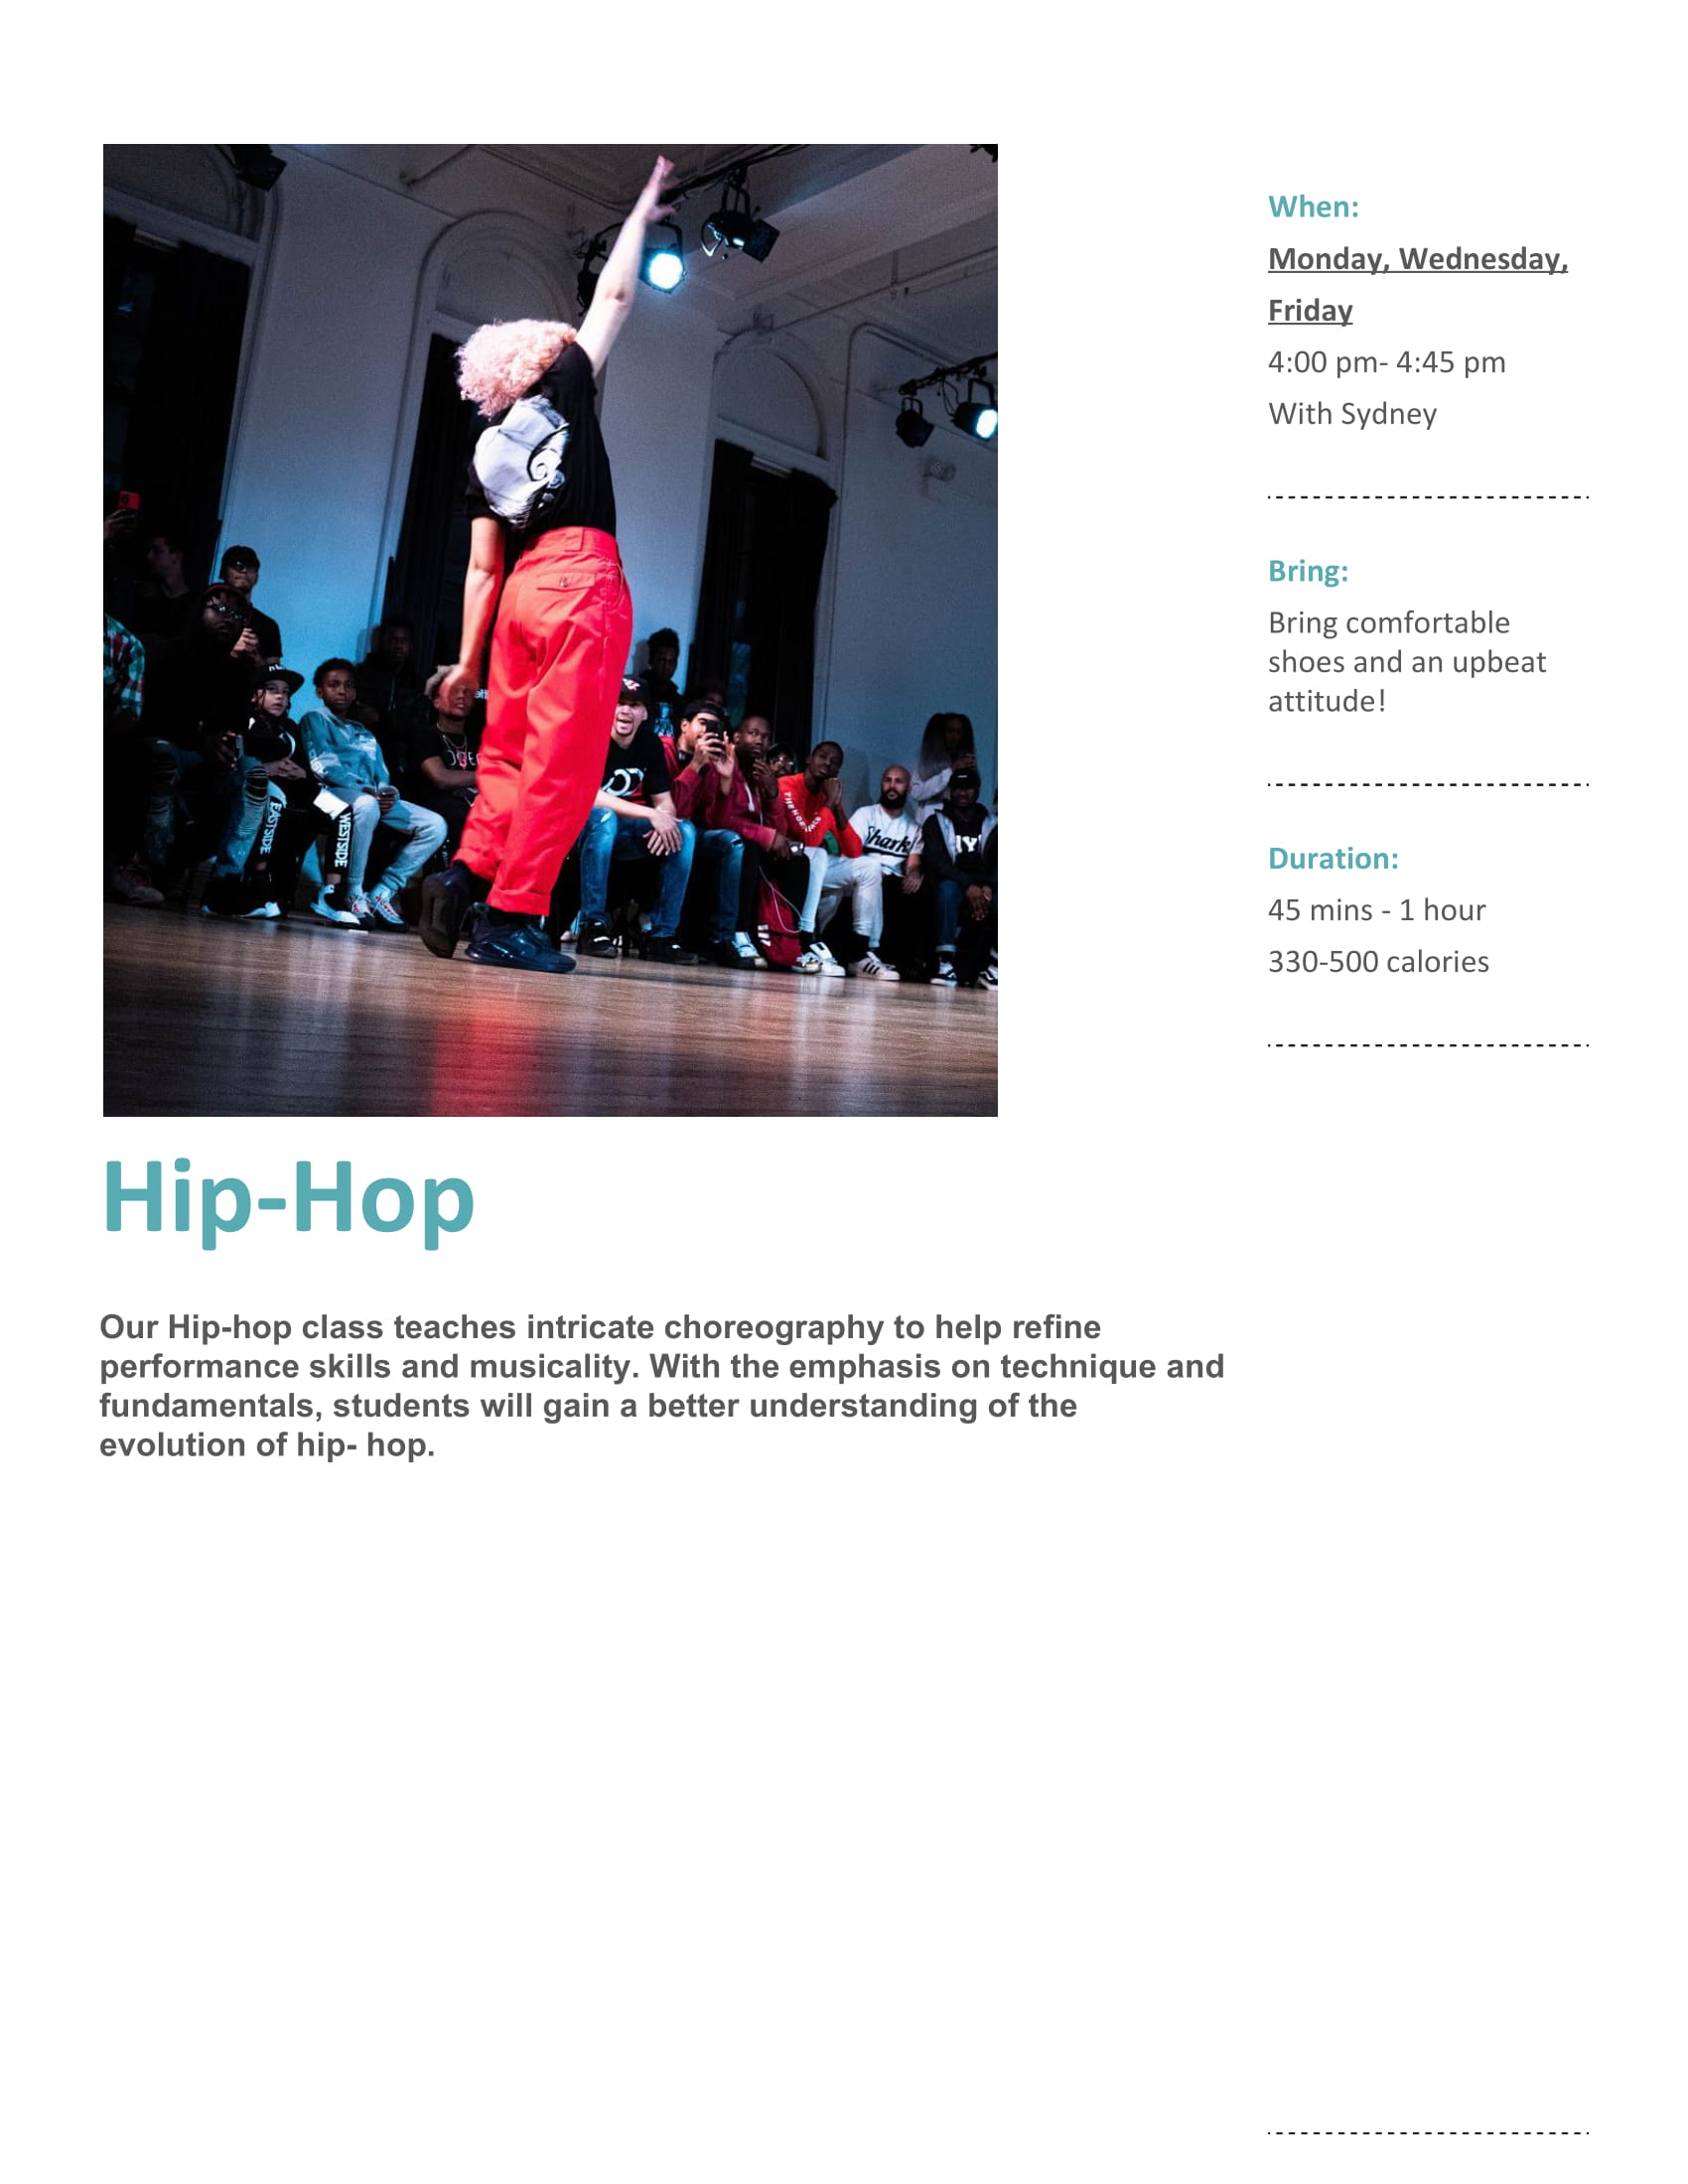 When:
Monday, Wednesday,
Friday
4:00 pm- 4:45 pm
With Sydney
Bring:
Bring comfortable
shoes and an upbeat
attitude!
Duration:
45 mins - 1 hour
330-500 calories
EASTSIDE
WESTSIDE
Hip-Hop
Our Hip-hop class teaches intricate choreography to help refine
performance skills and musicality. With the emphasis on technique and
fundamentals, students will gain a better understanding of the
evolution of hip- hop.